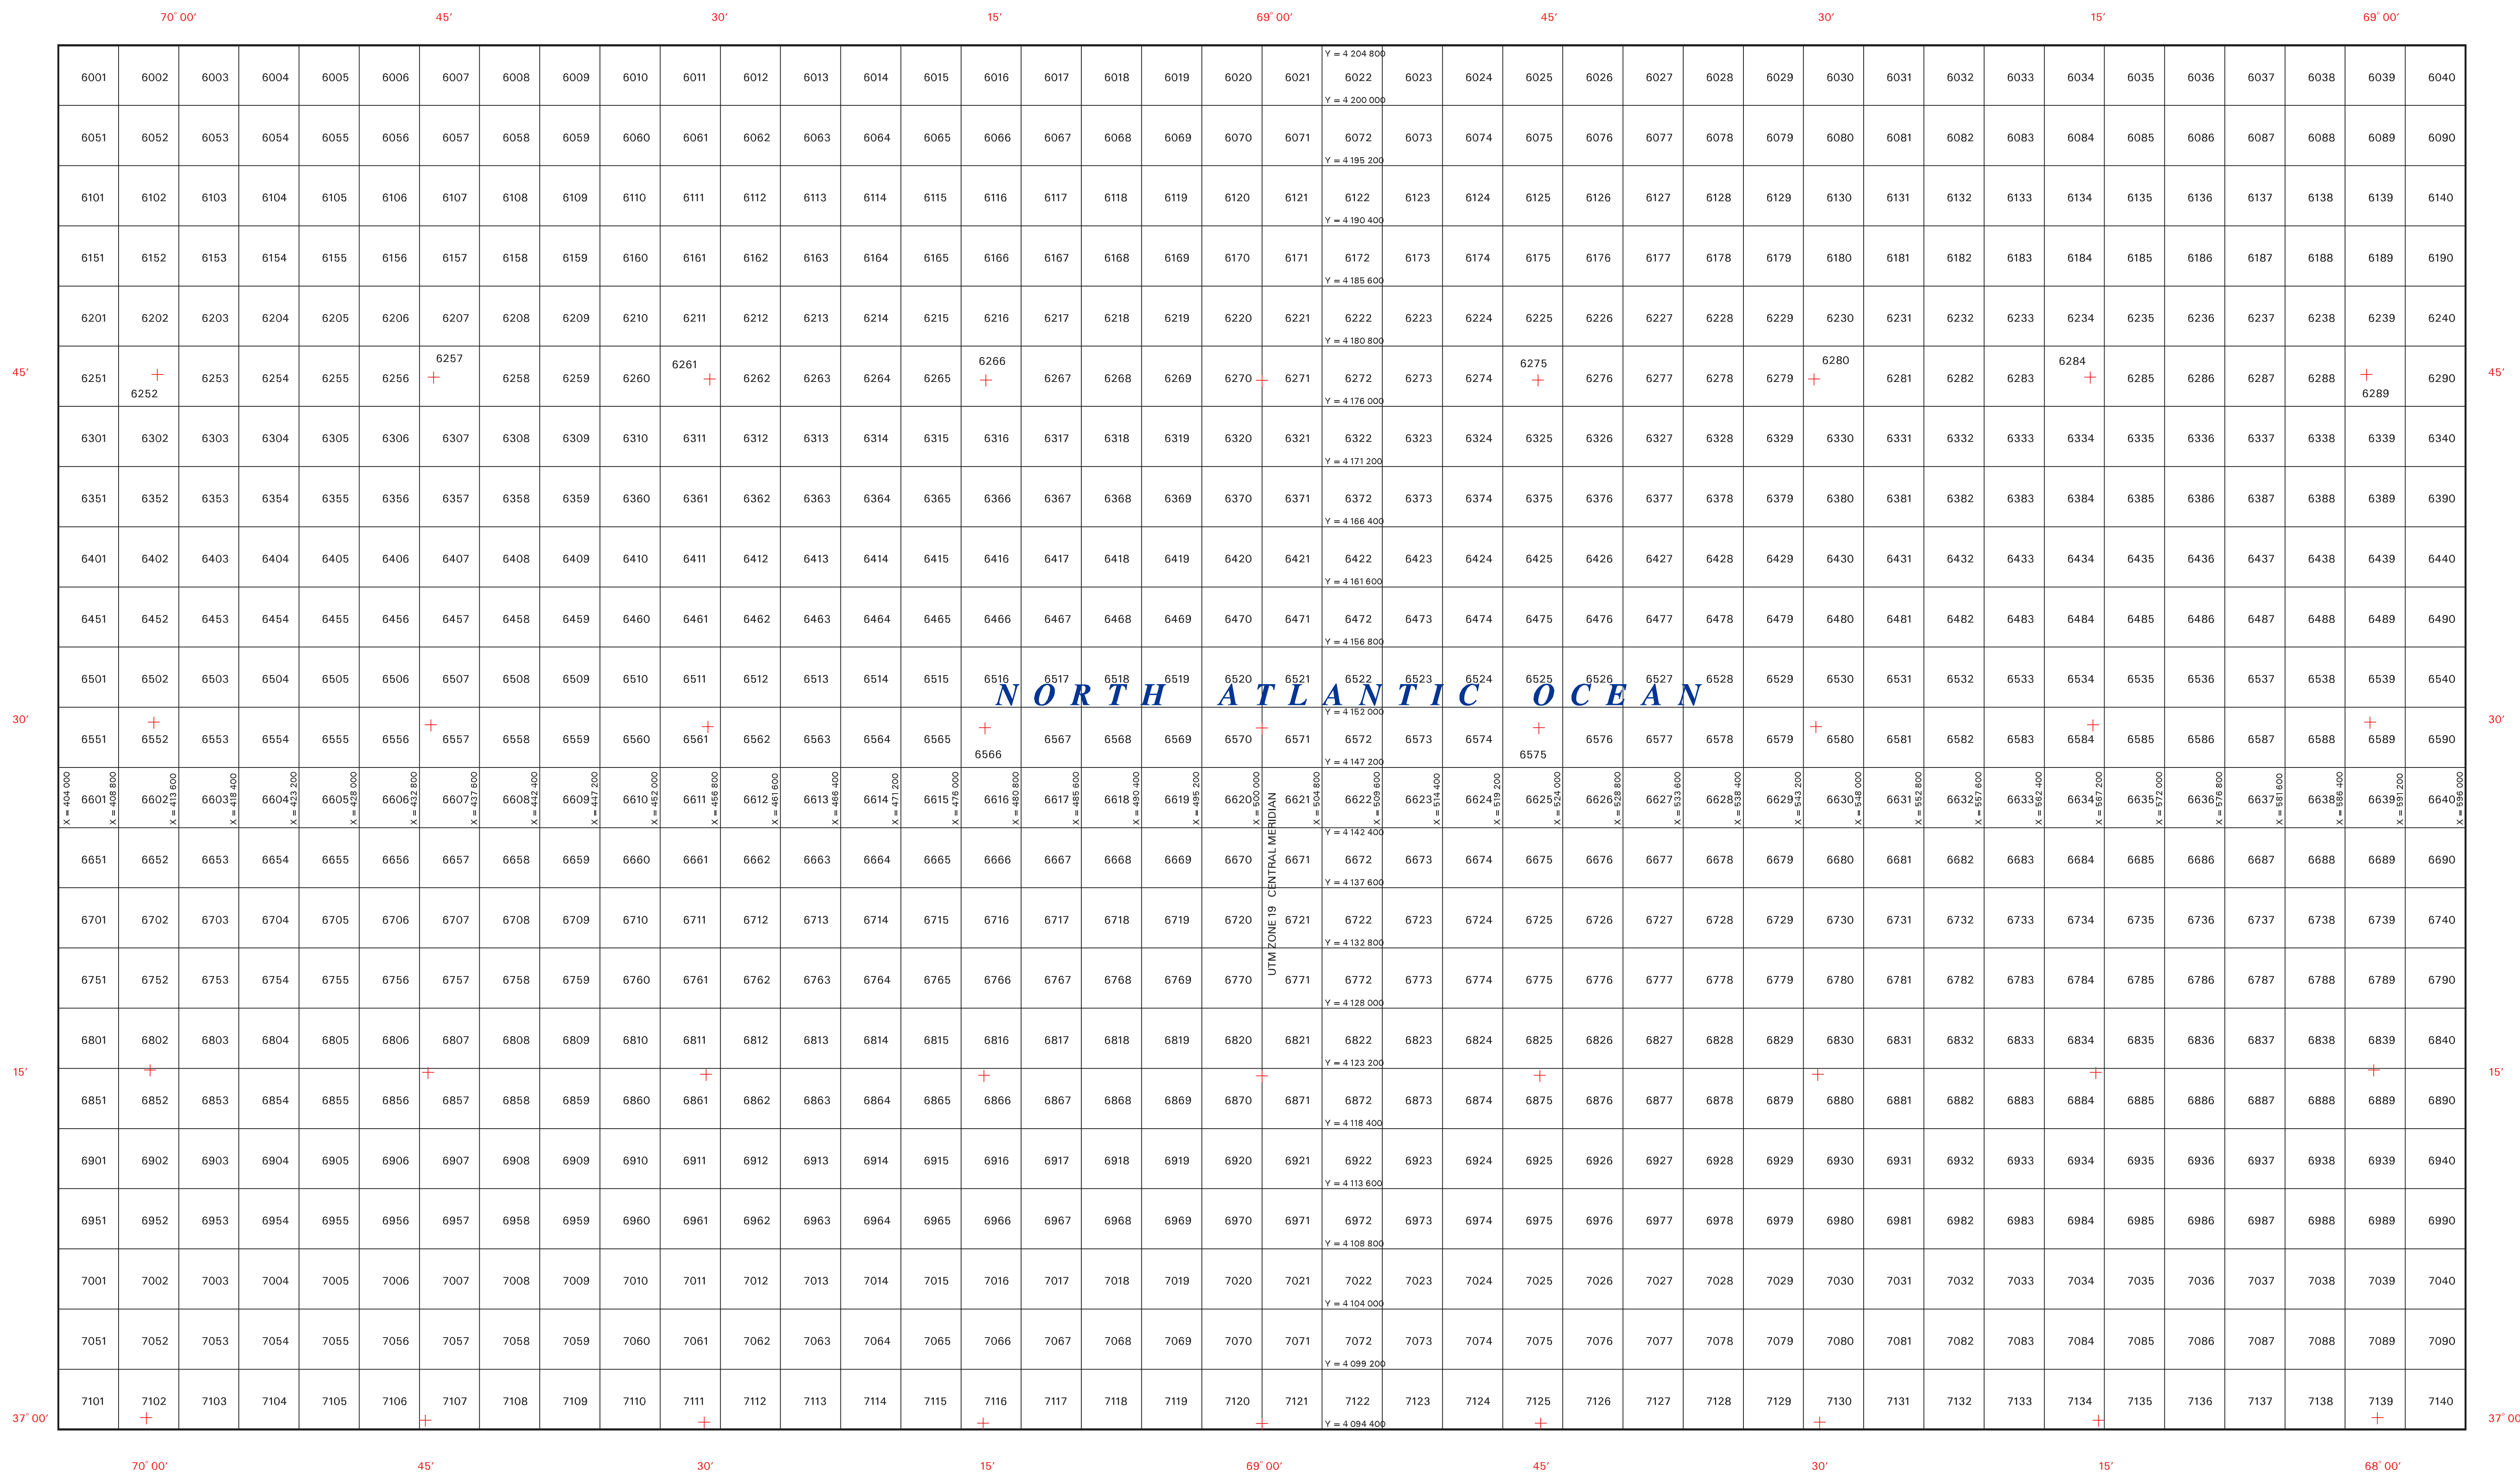 70° 00' 45' 30' 15' 69° 00' 45' 30' 15' 69° 00'
Y = 4 204 800
6001 6002 6003 6004 6005 6006 6007 6008 6009 6010 6011 6012 6013 6014 6015 6016 6017 6018 6019 6020 6021 6022 6023 6024 6025 6026 6027 6028 6029 6030 6031 6032 6033 6034 6035 6036 6037 6038 6039 6040
Y = 4 200 000
6051 6052 6053 6054 6055 6056 6057 6058 6059 6060 6061 6062 6063 6064 6065 6066 6067 6068 6069 6070 6071 6072 6073 6074 6075 6076 6077 6078 6079 6080 6081 6082 6083 6084 6085 6086 6087 6088 6089 6090
Y = 4 195 200
6101 6102 6103 6104 6105 6106 6107 6108 6109 6110 6111 6112 6113 6114 6115 6116 6117 6118 6119 6120 6121 6122 6123 6124 6125 6126 6127 6128 6129 6130 6131 6132 6133 6134 6135 6136 6137 6138 6139 6140
Y = 4 190 400
6151 6152 6153 6154 6155 6156 6157 6158 6159 6160 6161 6162 6163 6164 6165 6166 6167 6168 6169 6170 6171 6172 6173 6174 6175 6176 6177 6178 6179 6180 6181 6182 6183 6184 6185 6186 6187 6188 6189 6190
Y = 4 185 600
6201 6202 6203 6204 6205 6206 6207 6208 6209 6210 6211 6212 6213 6214 6215 6216 6217 6218 6219 6220 6221 6222 6223 6224 6225 6226 6227 6228 6229 6230 6231 6232 6233 6234 6235 6236 6237 6238 6239 6240
Y = 4 180 800
45' 6251 6252 6253 6254 6255 6256 6257 6258 6259 6260 6261 6262 6263 6264 6265 6266 6267 6268 6269 6270 6271 6272 6273 6274 6275 6276 6277 6278 6279 6280 6281 6282 6283 6284 6285 6286 6287 6288 6289 6290 45'
Y = 4 176 000
6301 6302 6303 6304 6305 6306 6307 6308 6309 6310 6311 6312 6313 6314 6315 6316 6317 6318 6319 6320 6321 6322 6323 6324 6325 6326 6327 6328 6329 6330 6331 6332 6333 6334 6335 6336 6337 6338 6339 6340
Y = 4 171 200
6351 6352 6353 6354 6355 6356 6357 6358 6359 6360 6361 6362 6363 6364 6365 6366 6367 6368 6369 6370 6371 6372 6373 6374 6375 6376 6377 6378 6379 6380 6381 6382 6383 6384 6385 6386 6387 6388 6389 6390
Y = 4 166 400
6401 6402 6403 6404 6405 6406 6407 6408 6409 6410 6411 6412 6413 6414 6415 6416 6417 6418 6419 6420 6421 6422 6423 6424 6425 6426 6427 6428 6429 6430 6431 6432 6433 6434 6435 6436 6437 6438 6439 6440
Y = 4 161 600
6451 6452 6453 6454 6455 6456 6457 6458 6459 6460 6461 6462 6463 6464 6465 6466 6467 6468 6469 6470 6471 6472 6473 6474 6475 6476 6477 6478 6479 6480 6481 6482 6483 6484 6485 6486 6487 6488 6489 6490
Y = 4 156 800
6501 6502 6503 6504 6505 6506 6507 6508 6509 6510 6511 6512 6513 6514 6515 6516 6517 6518 6519 6520 6521 6522 6523 6524 6525 6526 6527 6528 6529 6530 6531 6532 6533 6534 6535 6536 6537 6538 6539 6540
NORTH ATLANTIC OCEAN
Y = 4 152 000
30' 6551 6552 6553 6554 6555 6556 6557 6558 6559 6560 6561 6562 6563 6564 6565 6566 6567 6568 6569 6570 6571 6572 6573 6574 6575 6576 6577 6578 6579 6580 6581 6582 6583 6584 6585 6586 6587 6588 6589 6590 30'
Y = 4 147 200
6601 6602 6603 6604 6605 6606 6607 6608 6609 6610 6611 6612 6613 6614 6615 6616 6617 6618 6619 6620 6621 6622 6623 6624 6625 6626 6627 6628 6629 6630 6631 6632 6633 6634 6635 6636 6637 6638 6639 6640
X = 404 000 X = 408 800 X = 413 600 X = 418 400 X = 423 200 X = 428 000 X = 432 800 X = 437 600 X = 442 400 X = 447 200 X = 452 000 X = 456 800 X = 461 600 X = 466 400 X = 471 200 X = 476 000 X = 480 800 X = 485 600 X = 490 400 X = 495 200 X = 500 000 X = 504 800 X = 509 600 X = 514 400 X = 519 200 X = 524 000 X = 528 800 X = 533 600 X = 538 400 X = 543 200 X = 548 000 X = 552 800 X = 557 600 X = 562 400 X = 567 200 X = 572 000 X = 576 800 X = 581 600 X = 586 400 X = 591 200 X = 596 000
UTM ZONE 19 CENTRAL MERIDIAN
Y = 4 142 400
6651 6652 6653 6654 6655 6656 6657 6658 6659 6660 6661 6662 6663 6664 6665 6666 6667 6668 6669 6670 6671 6672 6673 6674 6675 6676 6677 6678 6679 6680 6681 6682 6683 6684 6685 6686 6687 6688 6689 6690
Y = 4 137 600
6701 6702 6703 6704 6705 6706 6707 6708 6709 6710 6711 6712 6713 6714 6715 6716 6717 6718 6719 6720 6721 6722 6723 6724 6725 6726 6727 6728 6729 6730 6731 6732 6733 6734 6735 6736 6737 6738 6739 6740
Y = 4 132 800
6751 6752 6753 6754 6755 6756 6757 6758 6759 6760 6761 6762 6763 6764 6765 6766 6767 6768 6769 6770 6771 6772 6773 6774 6775 6776 6777 6778 6779 6780 6781 6782 6783 6784 6785 6786 6787 6788 6789 6790
Y = 4 128 000
6801 6802 6803 6804 6805 6806 6807 6808 6809 6810 6811 6812 6813 6814 6815 6816 6817 6818 6819 6820 6821 6822 6823 6824 6825 6826 6827 6828 6829 6830 6831 6832 6833 6834 6835 6836 6837 6838 6839 6840
Y = 4 123 200
15' 15'
6851 6852 6853 6854 6855 6856 6857 6858 6859 6860 6861 6862 6863 6864 6865 6866 6867 6868 6869 6870 6871 6872 6873 6874 6875 6876 6877 6878 6879 6880 6881 6882 6883 6884 6885 6886 6887 6888 6889 6890
Y = 4 118 400
6901 6902 6903 6904 6905 6906 6907 6908 6909 6910 6911 6912 6913 6914 6915 6916 6917 6918 6919 6920 6921 6922 6923 6924 6925 6926 6927 6928 6929 6930 6931 6932 6933 6934 6935 6936 6937 6938 6939 6940
Y = 4 113 600
6951 6952 6953 6954 6955 6956 6957 6958 6959 6960 6961 6962 6963 6964 6965 6966 6967 6968 6969 6970 6971 6972 6973 6974 6975 6976 6977 6978 6979 6980 6981 6982 6983 6984 6985 6986 6987 6988 6989 6990
Y = 4 108 800
7001 7002 7003 7004 7005 7006 7007 7008 7009 7010 7011 7012 7013 7014 7015 7016 7017 7018 7019 7020 7021 7022 7023 7024 7025 7026 7027 7028 7029 7030 7031 7032 7033 7034 7035 7036 7037 7038 7039 7040
Y = 4 104 000
7051 7052 7053 7054 7055 7056 7057 7058 7059 7060 7061 7062 7063 7064 7065 7066 7067 7068 7069 7070 7071 7072 7073 7074 7075 7076 7077 7078 7079 7080 7081 7082 7083 7084 7085 7086 7087 7088 7089 7090
Y = 4 099 200
7101 7102 7103 7104 7105 7106 7107 7108 7109 7110 7111 7112 7113 7114 7115 7116 7117 7118 7119 7120 7121 7122 7123 7124 7125 7126 7127 7128 7129 7130 7131 7132 7133 7134 7135 7136 7137 7138 7139 7140
37° 00' Y = 4 094 400 37° 00
70° 00' 45' 30' 15' 69° 00' 45' 30' 15' 68° 00'